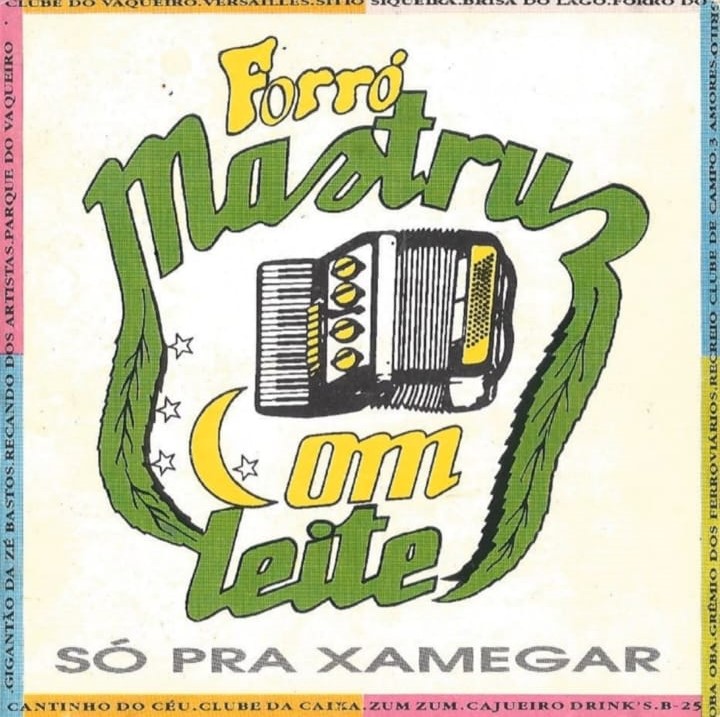 CLUBE DO VAQUEIRO.VERSAILLES.SITIO SIQUEIRA.BRISA DO LAGO.FORRÓ DO
Forró
Mastruz
Com
leite
SÓ PRA XAMEGAR
.GIGANTÃO DA ZÉ BASTOS.RECANDO DOS ARTISTAS.PARQUE DO VAQUEIRO
OBA OBA.GRÊMIO DOS FERROVIÁRIOS.RECREIO CLUBE DE CAMPO.3 AMORES.
CANTINHO DO CÉU.CLUBE DA CAIXA.ZUM ZUM.CAJUEIRO DRINK'S.B-25